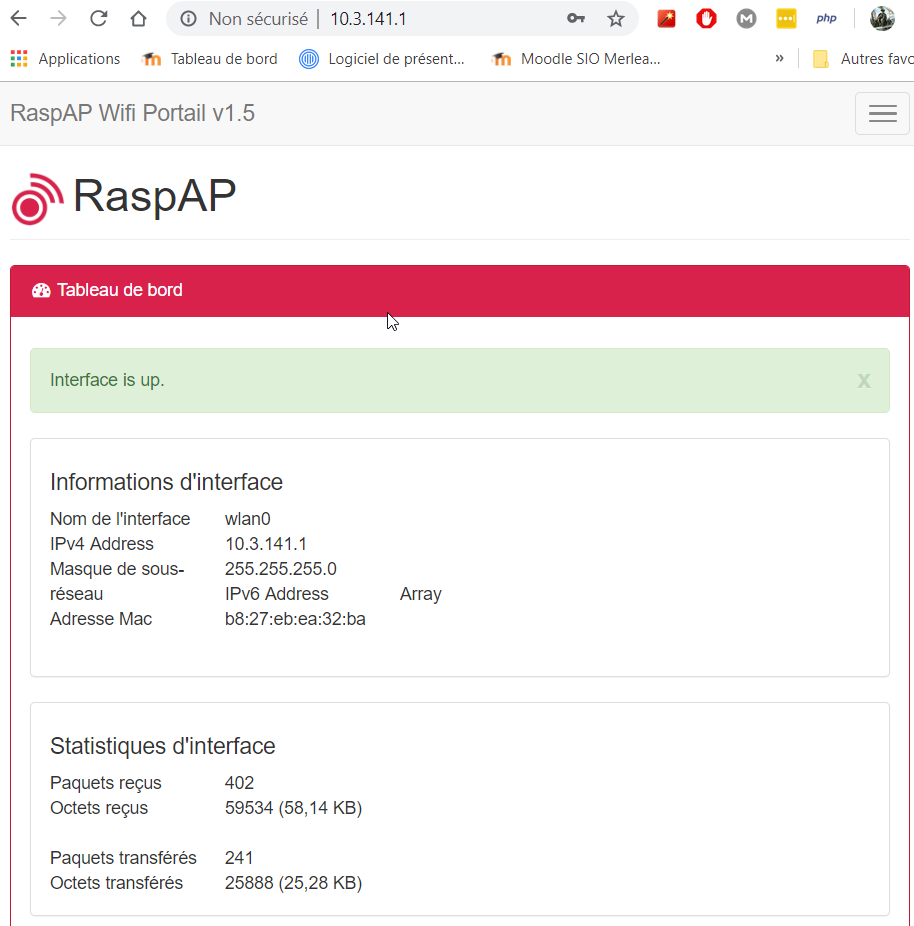 Non sécurisé | 10.3.141.1
php
Applications Tableau de bord Logiciel de présent... Moodle SIO Merlea... » Autres favo
RaspAP Wifi Portail v1.5
RaspAP
Tableau de bord
Interface is up. x
Informations d'interface
Nom de l'interface wlan0
IPv4 Address 10.3.141.1
Masque de sous- 255.255.255.0
réseau IPv6 Address Array
Adresse Mac b8:27:eb:ea:32:ba
Statistiques d'interface
Paquets reçus 402
Octets reçus 59534 (58,14 KB)
Paquets transférés 241
Octets transférés 25888 (25,28 KB)